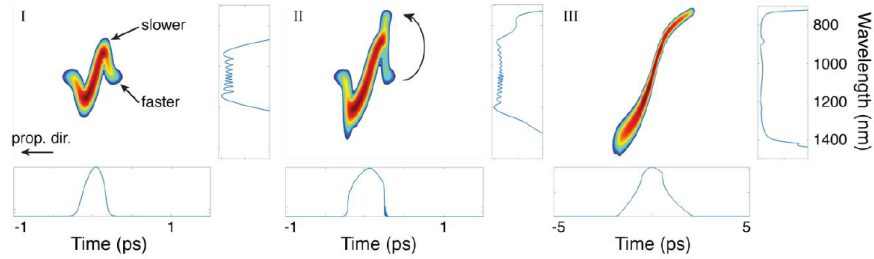 I
slower
faster
prop. dir.
-1
1
Time (ps)
II
-1
1
Time (ps)
III
800
1000
1200
1400
Wavelength (nm)
-5
5
Time (ps)